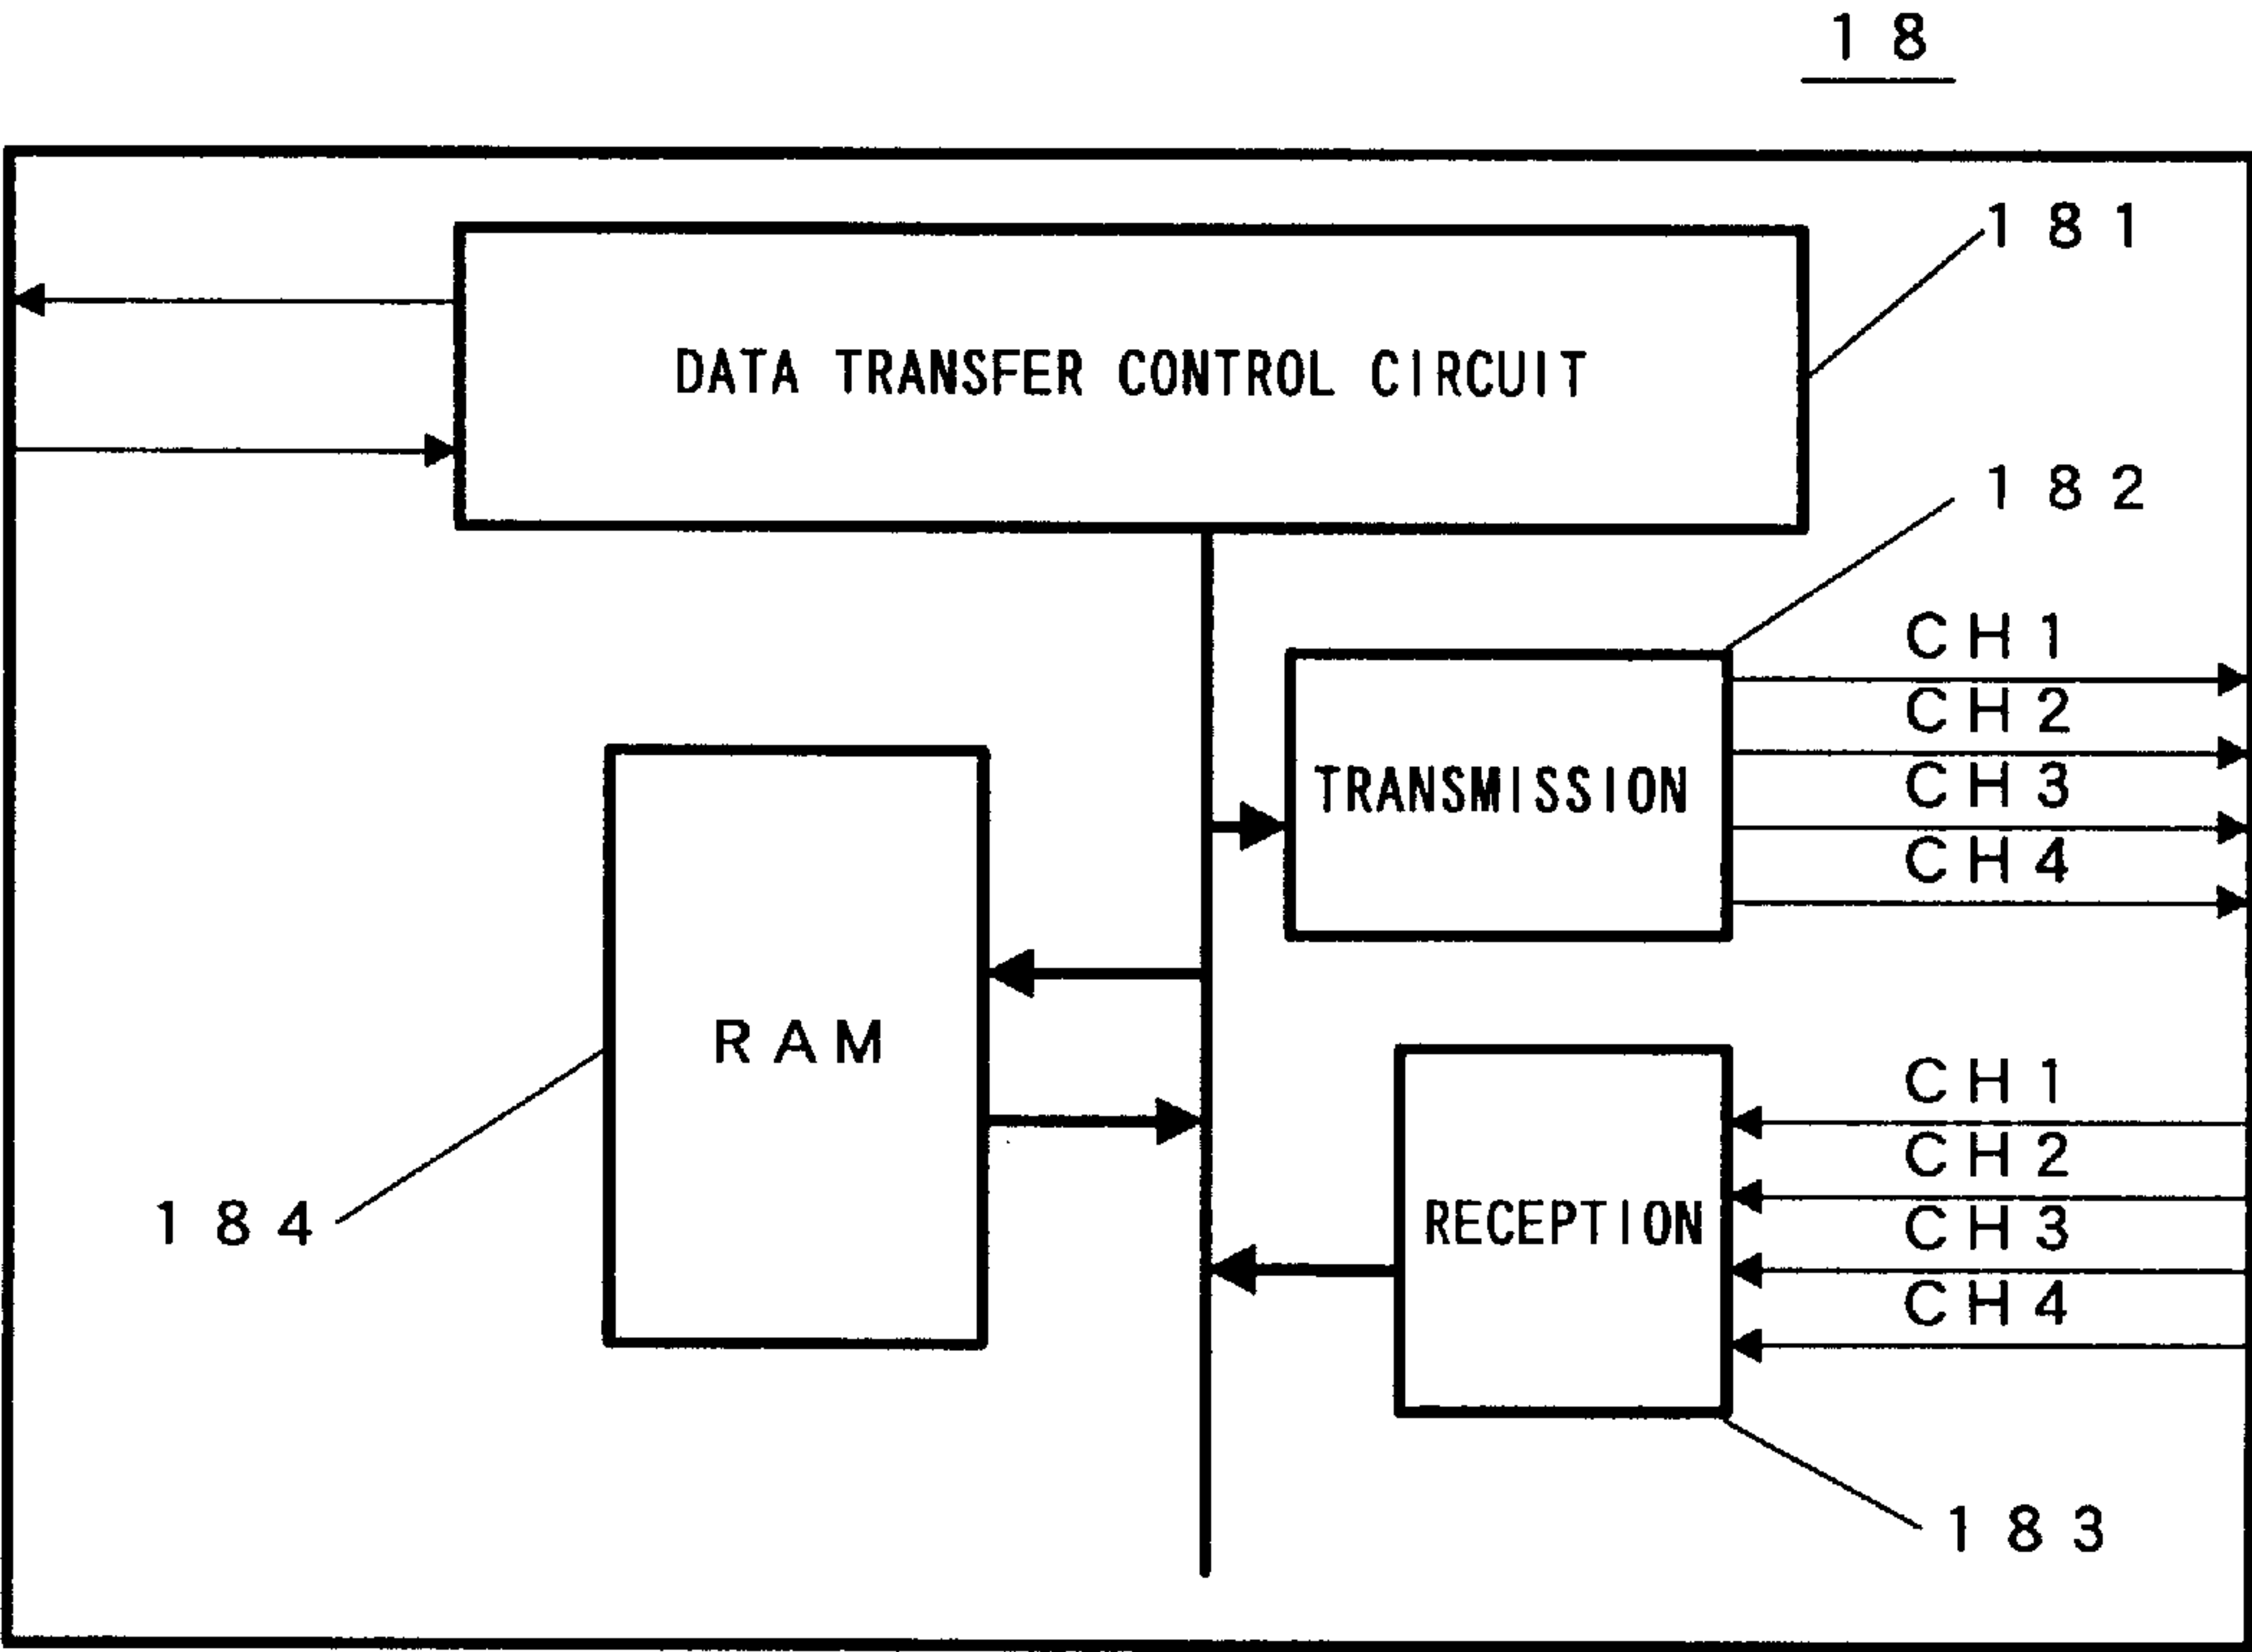 18
181
DATA TRANSFER CONTROL CIRCUIT
182
CH1
CH2
TRANSMISSION
CH3
CH4
RAM
CH1
CH2
184
RECEPTION
CH3
CH4
183